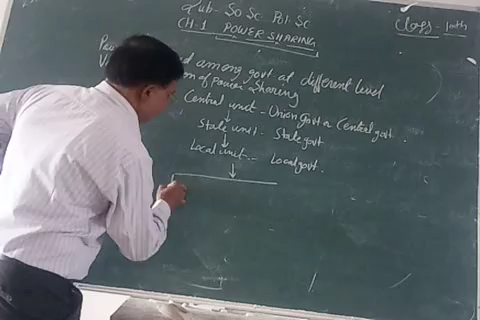 Sub- So Sc. Pol. Sc
Class - 10th
CH-1 POWER SHARING
among govt at different level
of Power sharing
Central unit - Union Govt or Central govt.
State unit - State govt
Local unit - Local govt.